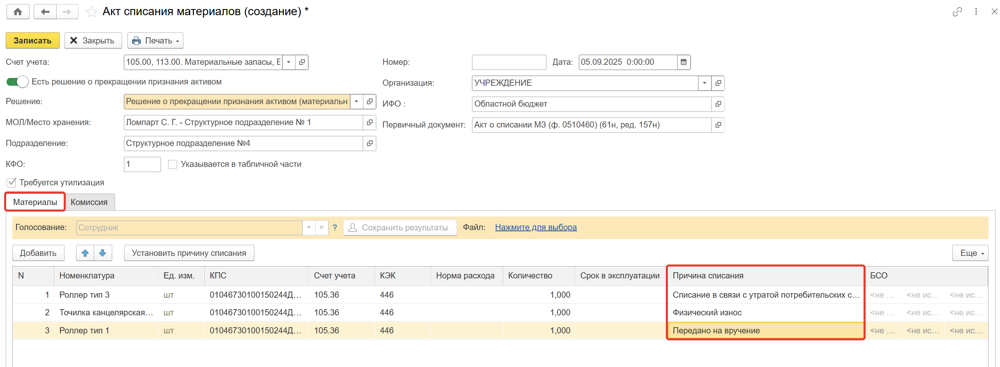 Акт списания материалов (создание) *
Записать
Закрыть
Печать
Счет учета: 105.00, 113.00. Материальные запасы, Е
Номер:
Дата: 05.09.2025 0:00:00
Есть решение о прекращении признания активом
Организация: УЧРЕЖДЕНИЕ
Решение: Решение о прекращении признания активом (материальн
ИФО : Областной бюджет
МОЛ/Место хранения: Ломпарт С. Г. - Структурное подразделение № 1
Первичный документ: Акт о списании МЗ (ф. 0510460) (61н, ред. 157н)
Подразделение: Структурное подразделение №4
КФО: 1
Указывается в табличной части
Требуется утилизация
Материалы
Комиссия
Голосование: Сотрудник ? Сохранить результаты Файл: Нажмите для выбора
Добавить
Установить причину списания
Еще
N Номенклатура Ед. изм. КПС Счет учета КЭК Норма расхода Количество Срок в эксплуатации Причина списания БСО
1 Роллер тип 3 шт 01046730100150244Д... 105.36 446 1,000 Списание в связи с утратой потребительских с... <не ... <не ис... <не ис...
2 Точилка канцелярская... шт 01046730100150244Д... 105.36 446 1,000 Физический износ <не ... <не ис... <не ис...
3 Роллер тип 1 шт 01046730100150244Д... 105.36 446 1,000 Передано на вручение <не ... <не ис... <не ис...